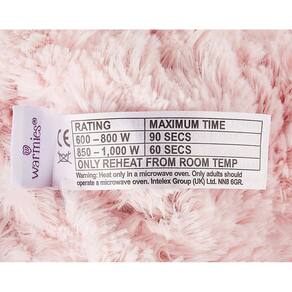 warmies®
CE
RATING MAXIMUM TIME
600 – 800 W 90 SECS
850 – 1,000 W 60 SECS
ONLY REHEAT FROM ROOM TEMP
Warning: Heat only in a microwave oven. Only adults should
operate a microwave oven. Intelex Group (UK) Ltd. NN8 6GR.